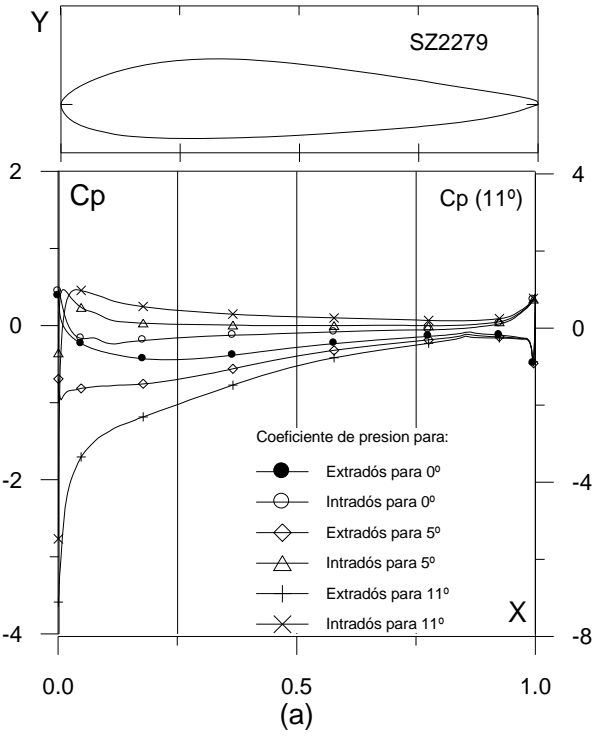 Y
SZ2279
2
Cp
Cp (11º)
4
0
0
-2
-4
Coeficiente de presion para:
Extradós para 0º
Intradós para 0º
Extradós para 5º
Intradós para 5º
Extradós para 11º
Intradós para 11º
X
-4
-8
0.0
0.5
1.0
(a)